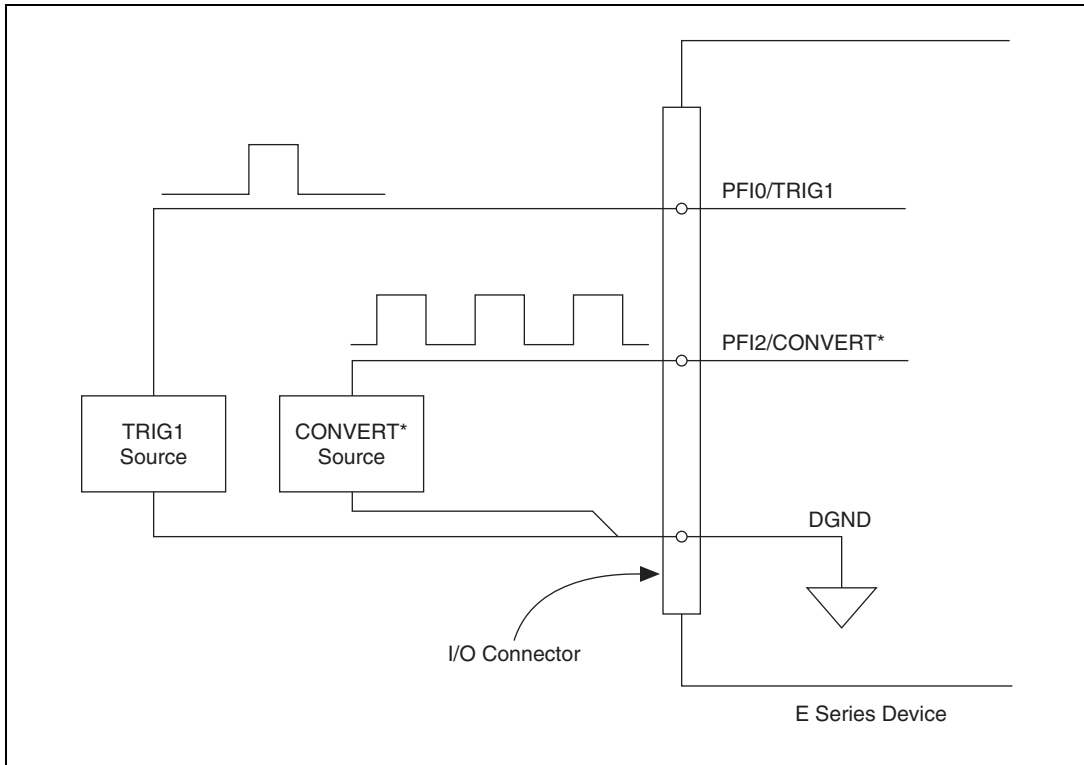 PFI0/TRIG1
PFI2/CONVERT*
TRIG1
Source
CONVERT*
Source
DGND
I/O Connector
E Series Device